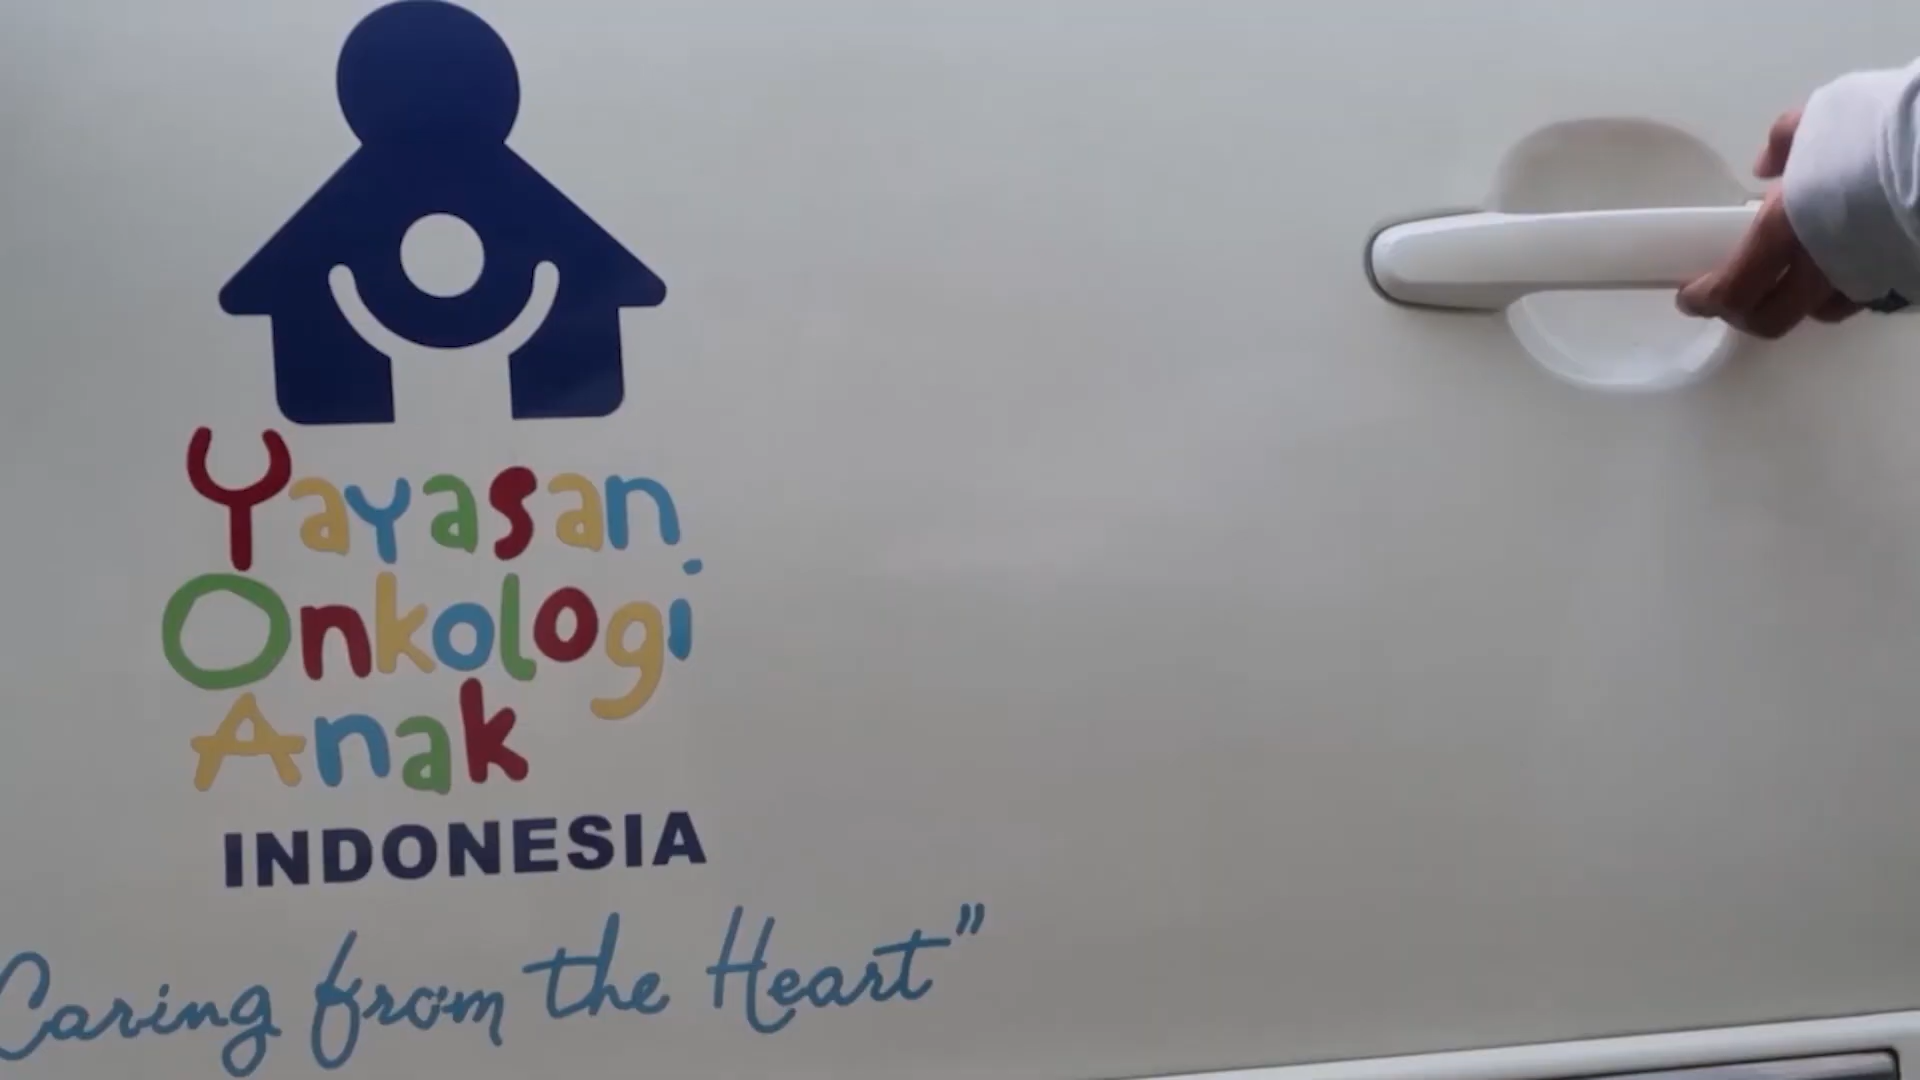 Yayasan
Onkologi
Anak
INDONESIA
Caring from the Heart”